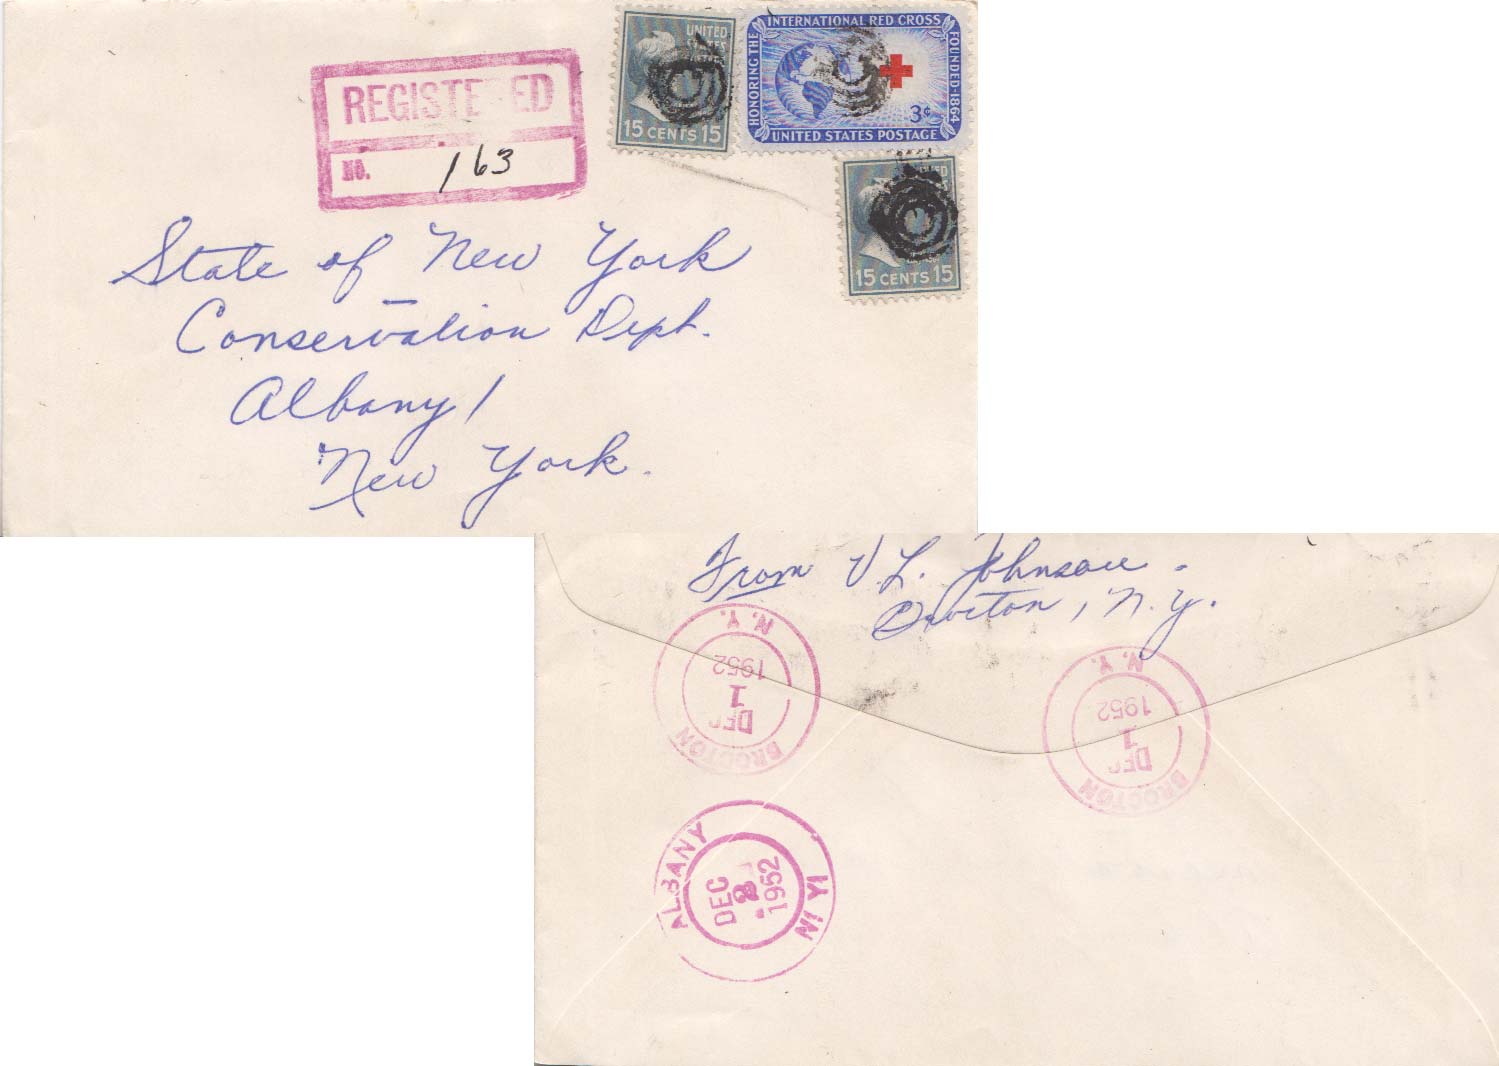 REGISTERED
No. 163
UNITED STATES
15 CENTS 15
HONORING THE INTERNATIONAL RED CROSS FOUNDED-1864
3¢
UNITED STATES POSTAGE
15 CENTS 15
State of New York
Conservation Dept.
Albany 1
New York.
From V. L. Johnson -
Brocton, N.Y.
BROCTON
DEC
1
1952
N.Y.
BROCTON
DEC
1
1952
N.Y.
ALBANY
DEC
2
1952
N.Y.